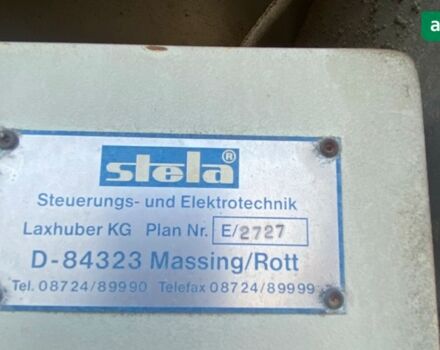 a
stela®
Steuerungs- und Elektrotechnik
Laxhuber KG Plan Nr. E/2727
D-84323 Massing/Rott
Tel. 08724/89990 Telefax 08724/89999